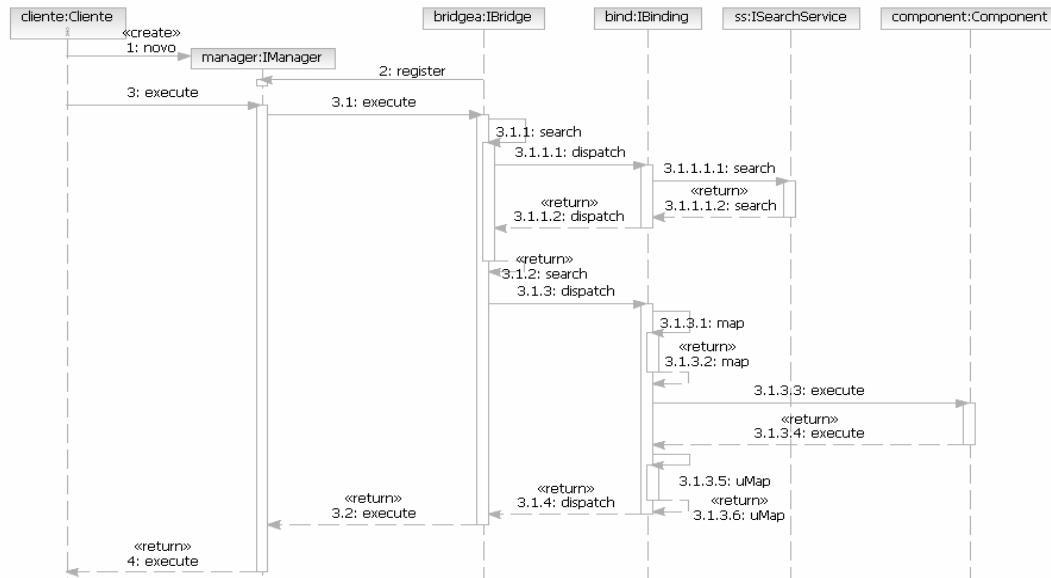 cliente:Cliente
bridgea:IBridge
bind:IBinding
ss:ISearchService
component:Component
«create»
1: novo
manager:IManager
2: register
3: execute
3.1: execute
3.1.1: search
3.1.1.1: dispatch
3.1.1.1.1: search
«return»
3.1.1.1.2: search
«return»
3.1.1.2: dispatch
«return»
3.1.2: search
3.1.3: dispatch
3.1.3.1: map
«return»
3.1.3.2: map
3.1.3.3: execute
«return»
3.1.3.4: execute
3.1.3.5: uMap
«return»
3.1.4: dispatch
«return»
3.1.3.6: uMap
«return»
3.2: execute
«return»
4: execute